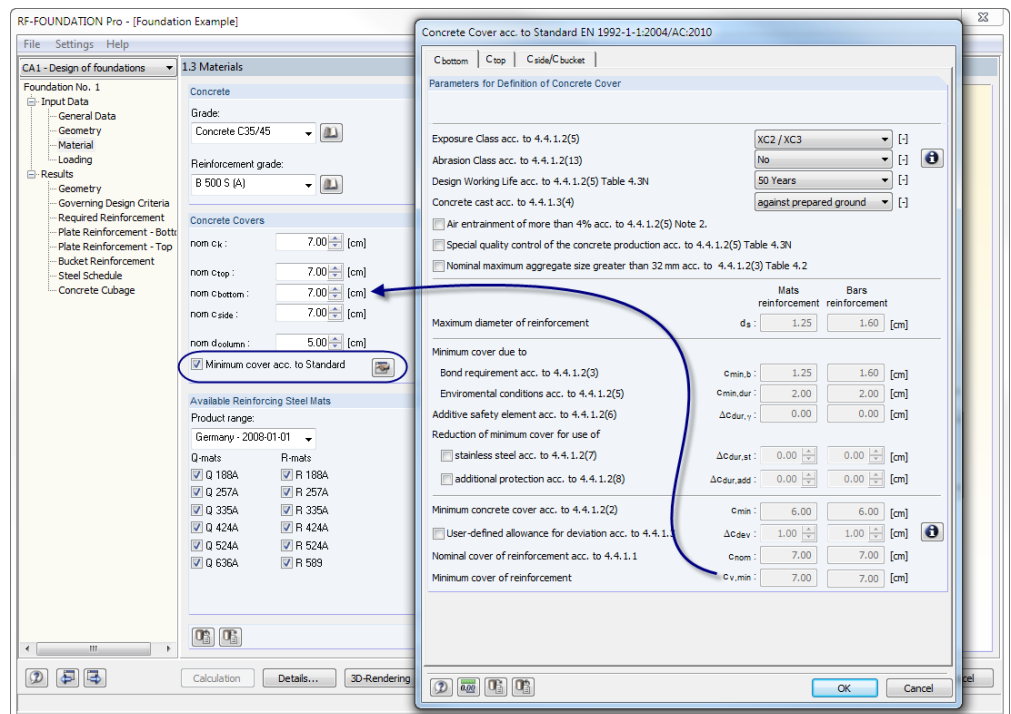 RF-FOUNDATION Pro - [Foundation Example]
File Settings Help
CA1 - Design of foundations
Foundation No. 1
Input Data
General Data
Geometry
Material
Loading
Results
Geometry
Governing Design Criteria
Required Reinforcement
Plate Reinforcement - Botto
Plate Reinforcement - Top
Bucket Reinforcement
Steel Schedule
Concrete Cubage
1.3 Materials
Concrete
Grade:
Concrete C35/45
Reinforcement grade:
B 500 S (A)
Concrete Covers
nom ck : 7.00 [cm]
nom ctop : 7.00 [cm]
nom cbottom : 7.00 [cm]
nom cside : 7.00 [cm]
nom dcolumn : 5.00 [cm]
Minimum cover acc. to Standard
Available Reinforcing Steel Mats
Product range:
Germany - 2008-01-01
Q-mats R-mats
Q 188A R 188A
Q 257A R 257A
Q 335A R 335A
Q 424A R 424A
Q 524A R 524A
Q 636A R 589
Calculation Details... 3D-Rendering
Concrete Cover acc. to Standard EN 1992-1-1:2004/AC:2010
C bottom C top C side/C bucket
Parameters for Definition of Concrete Cover
Exposure Class acc. to 4.4.1.2(5) XC2 / XC3 [-]
Abrasion Class acc. to 4.4.1.2(13) No [-]
Design Working Life acc. to 4.4.1.2(5) Table 4.3N 50 Years [-]
Concrete cast acc. to 4.4.1.3(4) against prepared ground [-]
Air entrainment of more than 4% acc. to 4.4.1.2(5) Note 2.
Special quality control of the concrete production acc. to 4.4.1.2(5) Table 4.3N
Nominal maximum aggregate size greater than 32 mm acc. to 4.4.1.2(3) Table 4.2
Mats Bars
reinforcement reinforcement
Maximum diameter of reinforcement ds : 1.25 1.60 [cm]
Minimum cover due to
Bond requirement acc. to 4.4.1.2(3) cmin,b : 1.25 1.60 [cm]
Enviromental conditions acc. to 4.4.1.2(5) cmin,dur : 2.00 2.00 [cm]
Additive safety element acc. to 4.4.1.2(6) Δcdur,γ : 0.00 0.00 [cm]
Reduction of minimum cover for use of
stainless steel acc. to 4.4.1.2(7) Δcdur,st : 0.00 0.00 [cm]
additional protection acc. to 4.4.1.2(8) Δcdur,add : 0.00 0.00 [cm]
Minimum concrete cover acc. to 4.4.1.2(2) cmin : 6.00 6.00 [cm]
User-defined allowance for deviation acc. to 4.4.1.3 Δcdev : 1.00 1.00 [cm]
Nominal cover of reinforcement acc. to 4.4.1.1 cnom : 7.00 7.00 [cm]
Minimum cover of reinforcement cv,min : 7.00 7.00 [cm]
0.00
OK Cancel
cel